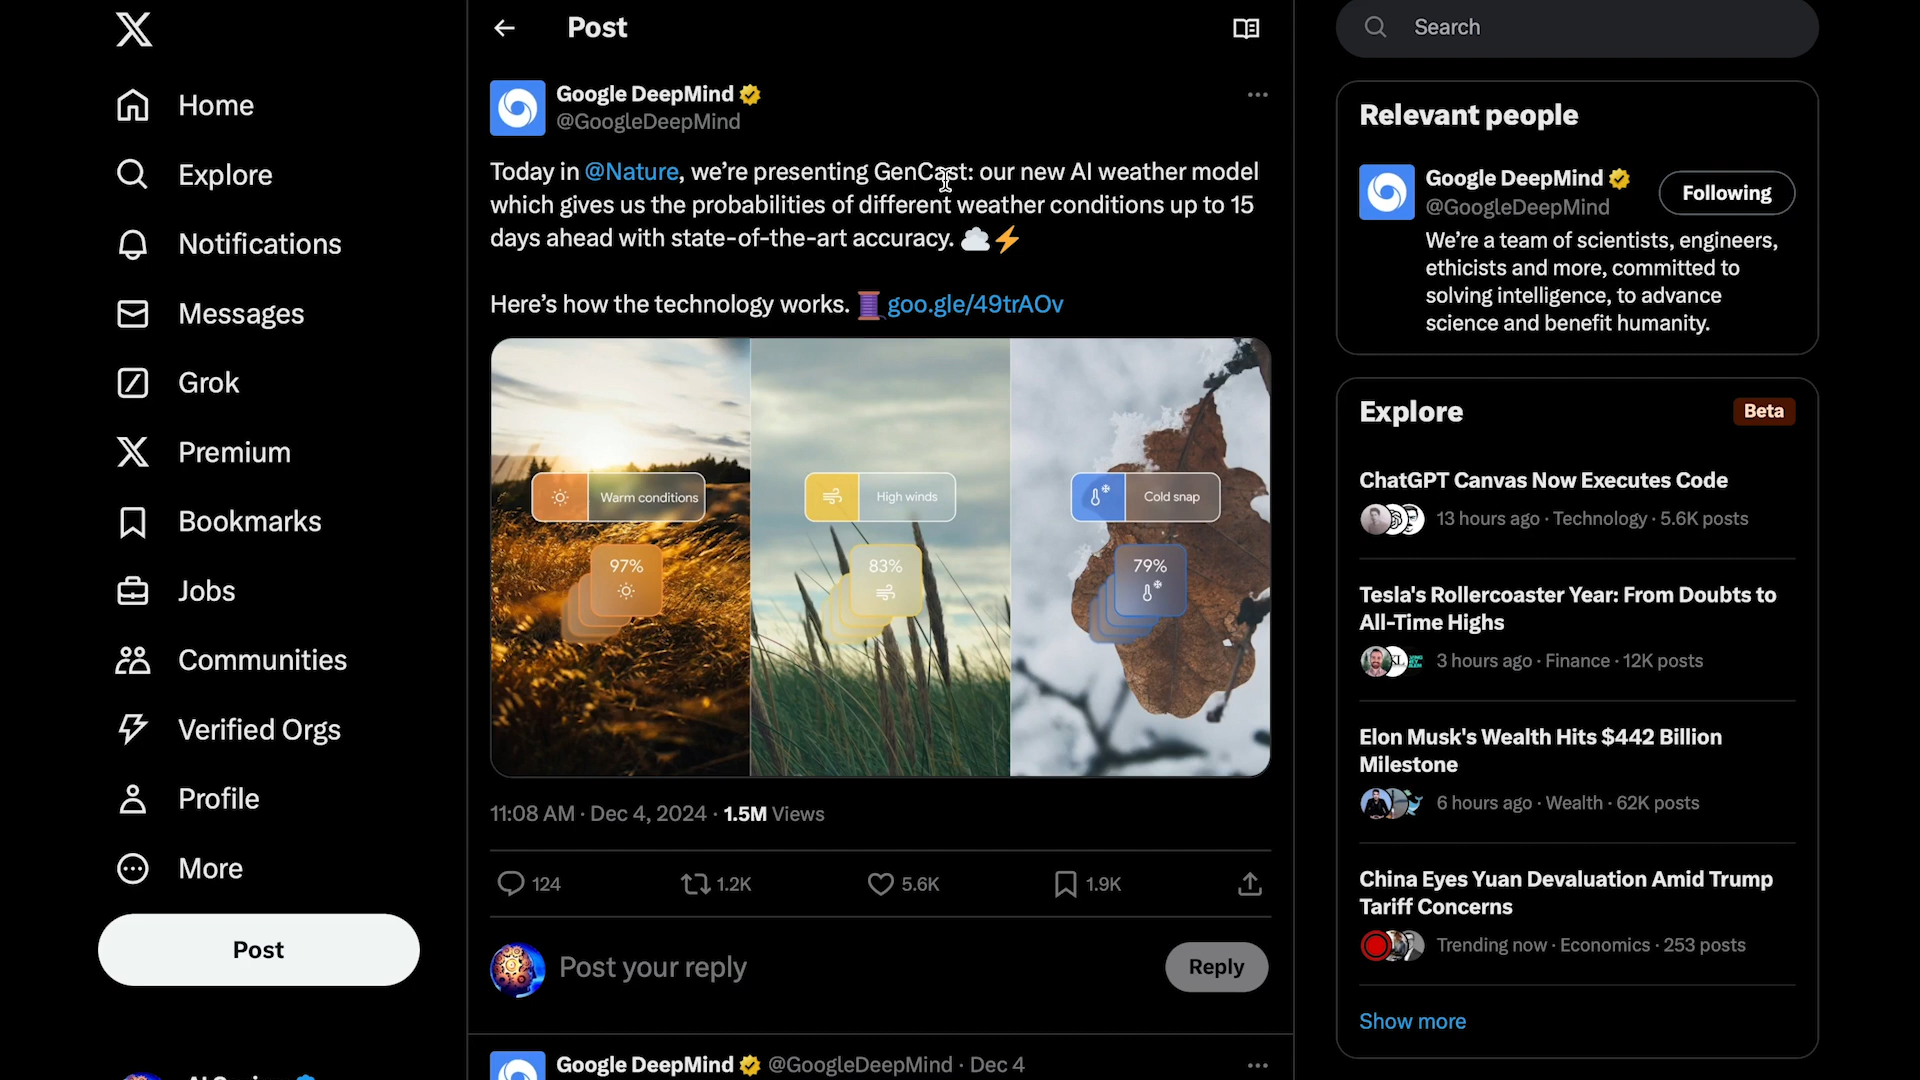 Home
Explore
Notifications
Messages
Grok
Premium
Bookmarks
Jobs
Communities
Verified Orgs
Profile
More
Post
Post
Google DeepMind
@GoogleDeepMind
Today in @Nature, we’re presenting GenCast: our new AI weather model
which gives us the probabilities of different weather conditions up to 15
days ahead with state-of-the-art accuracy. ☁️⚡
Here’s how the technology works. 🧵 goo.gle/49trAOv
Warm conditions
97%
High winds
83%
Cold snap
79%
11:08 AM · Dec 4, 2024 · 1.5M Views
124
1.2K
5.6K
1.9K
Post your reply
Reply
Google DeepMind @GoogleDeepMind · Dec 4
Search
Relevant people
Google DeepMind
@GoogleDeepMind
Following
We’re a team of scientists, engineers,
ethicists and more, committed to
solving intelligence, to advance
science and benefit humanity.
Explore
Beta
ChatGPT Canvas Now Executes Code
13 hours ago · Technology · 5.6K posts
Tesla's Rollercoaster Year: From Doubts to
All-Time Highs
3 hours ago · Finance · 12K posts
Elon Musk's Wealth Hits $442 Billion
Milestone
6 hours ago · Wealth · 62K posts
China Eyes Yuan Devaluation Amid Trump
Tariff Concerns
Trending now · Economics · 253 posts
Show more